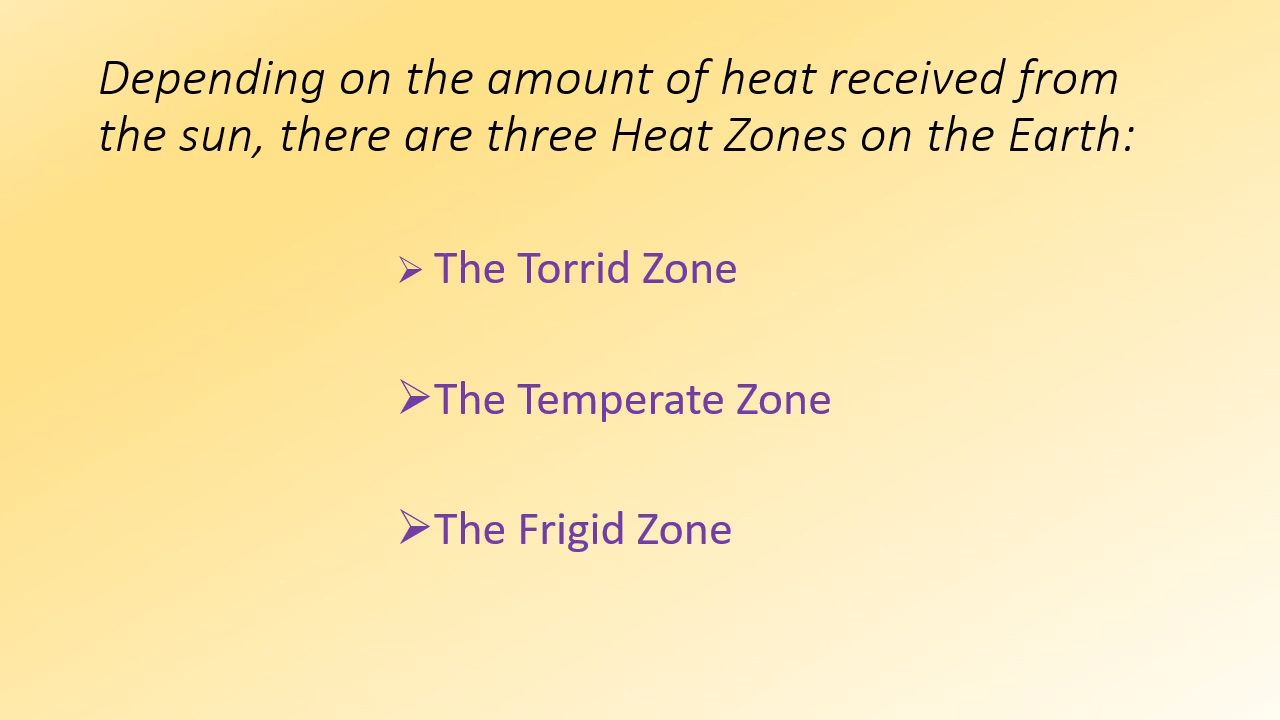 Depending on the amount of heat received from
the sun, there are three Heat Zones on the Earth:
➢ The Torrid Zone
➢The Temperate Zone
➢The Frigid Zone